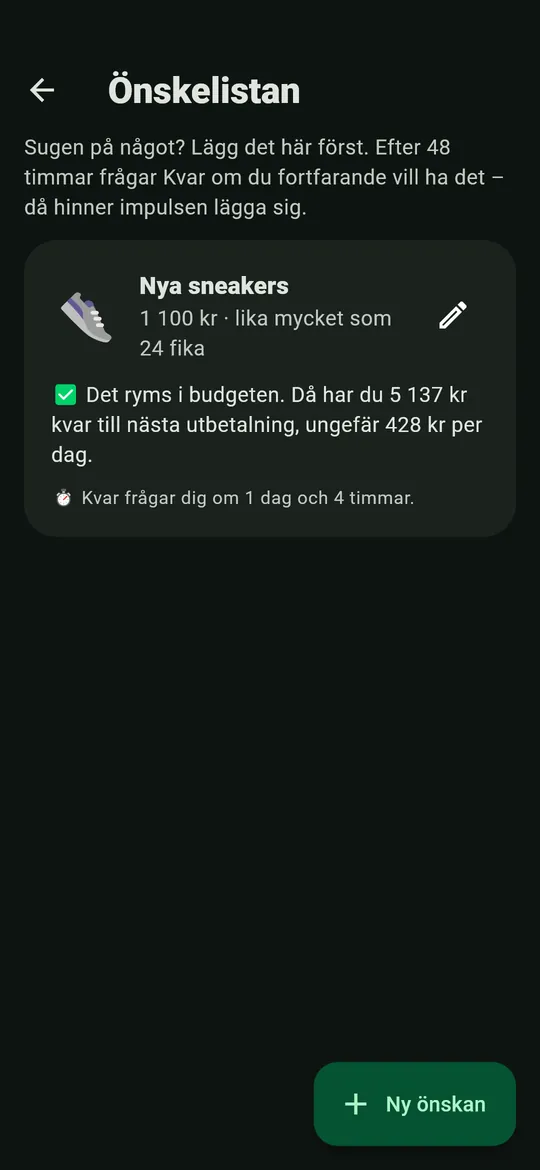 Önskelistan
Sugen på något? Lägg det här först. Efter 48
timmar frågar Kvar om du fortfarande vill ha det –
då hinner impulsen lägga sig.
Nya sneakers
1 100 kr · lika mycket som
24 fika
✅ Det ryms i budgeten. Då har du 5 137 kr
kvar till nästa utbetalning, ungefär 428 kr per
dag.
⏱️ Kvar frågar dig om 1 dag och 4 timmar.
Ny önskan